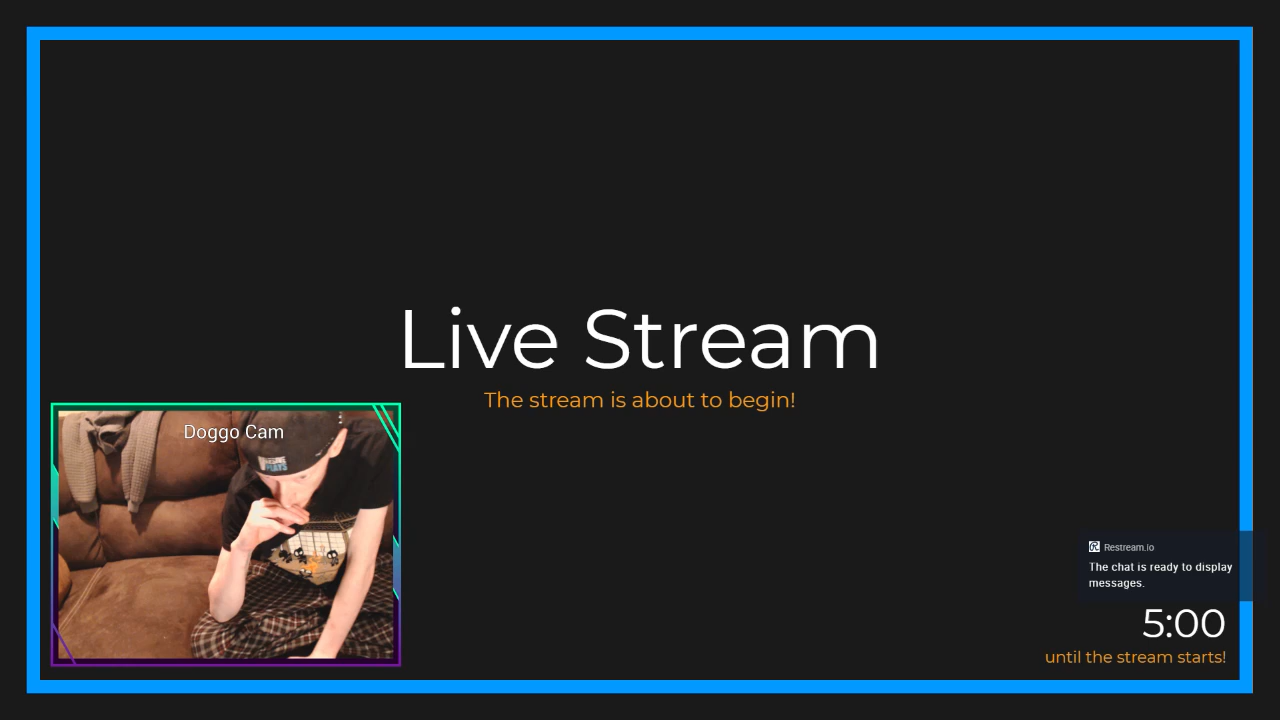 Live Stream
The stream is about to begin!
Doggo Cam
PLAYS
Restream.io
The chat is ready to display
messages.
5:00
until the stream starts!